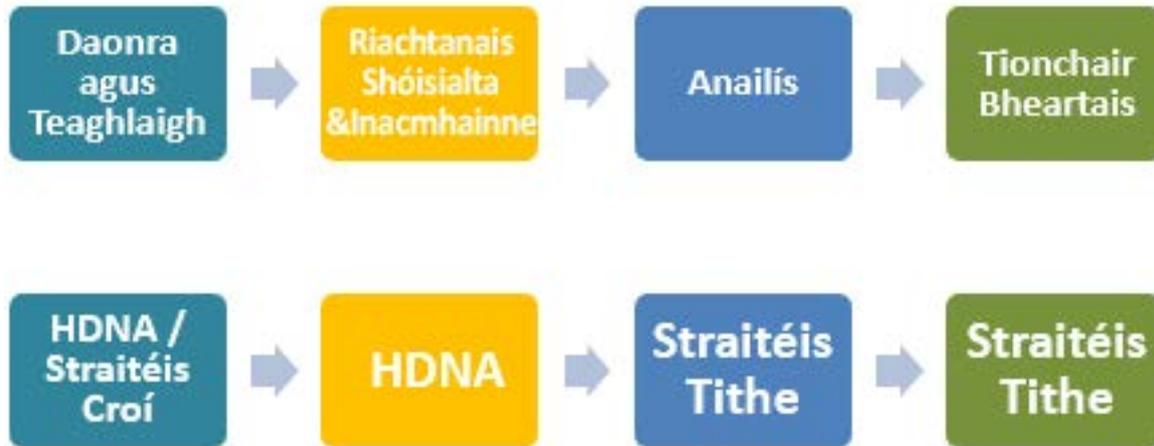 Daonra
agus
Teaghlaigh
Riachtanais
Shóisialta
&Inacmhainne
Anailís
Tionchair
Bheartais
HDNA /
Straitéis
Croí
HDNA
Straitéis
Tithe
Straitéis
Tithe